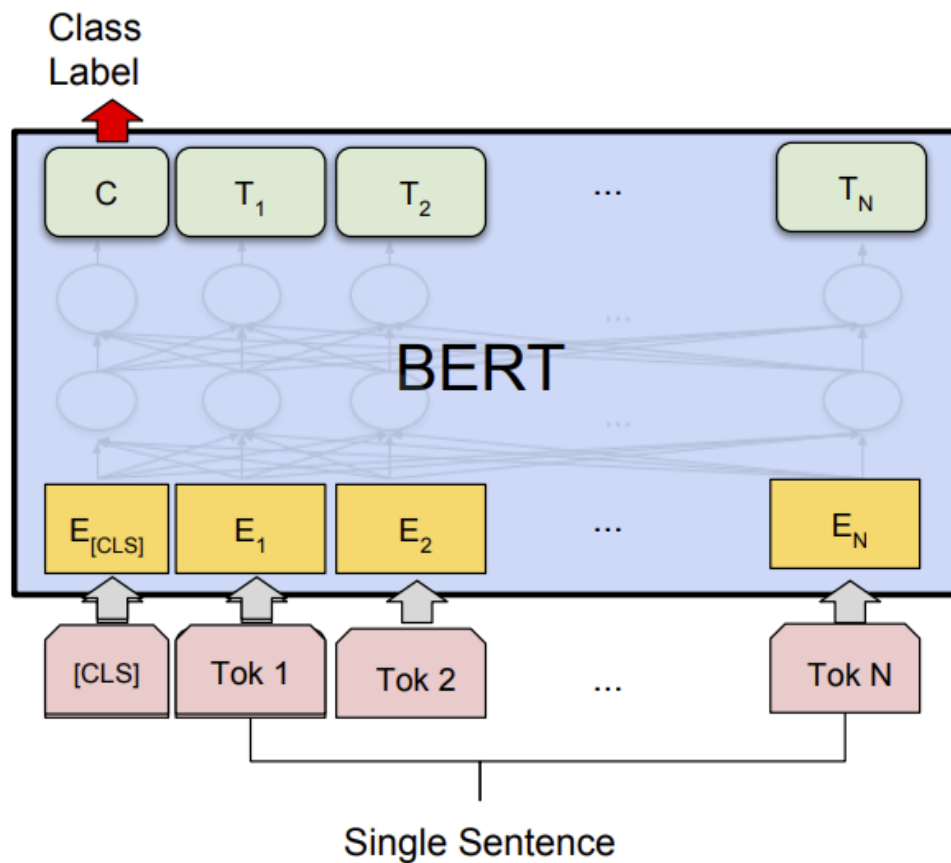 Class
Label
C T1 T2 ... TN
...
BERT
...
E[CLS] E1 E2 ... EN
[CLS] Tok 1 Tok 2 ... Tok N
Single Sentence